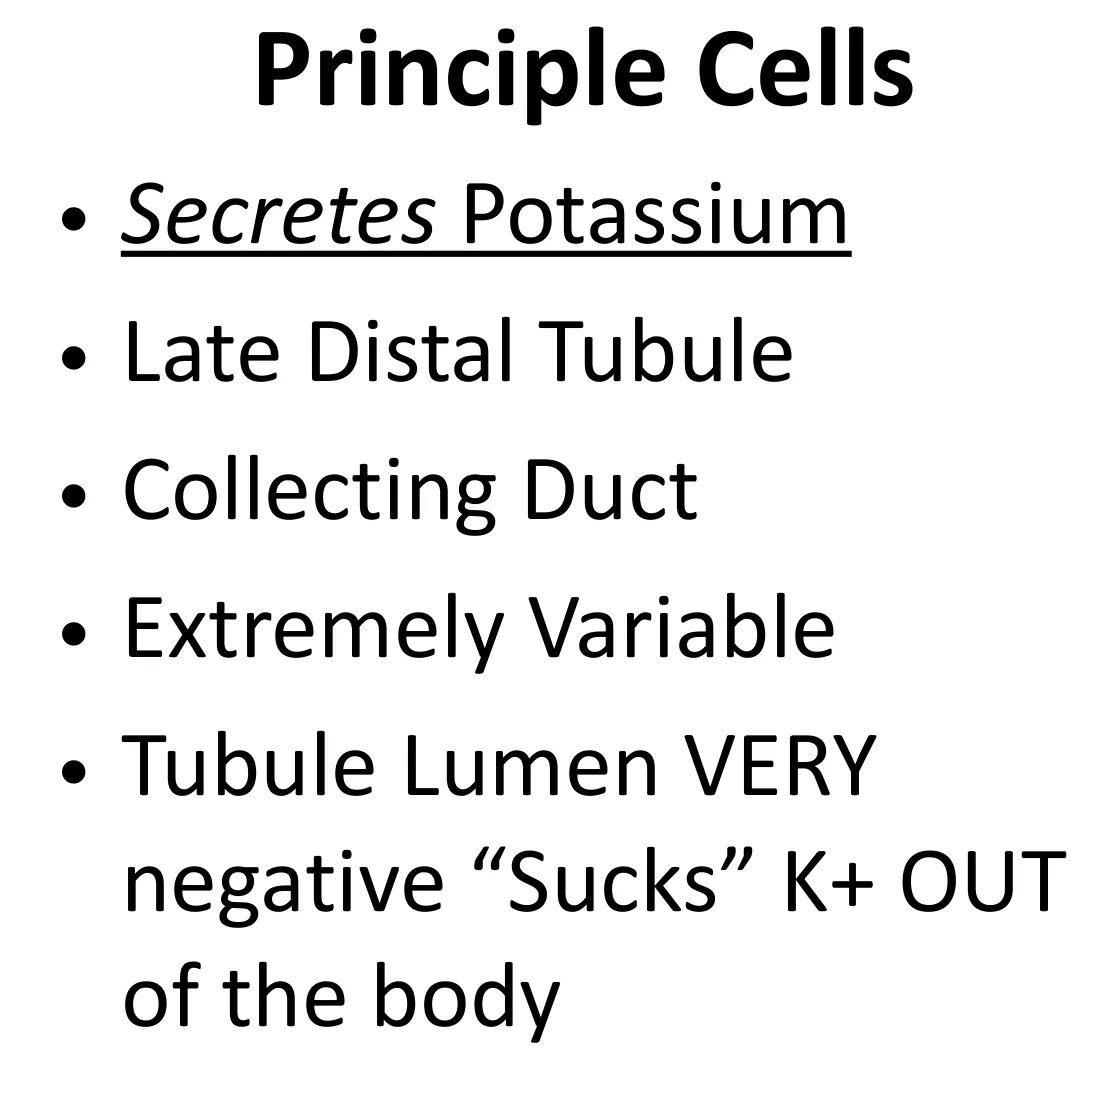 Principle Cells
• Secretes Potassium
• Late Distal Tubule
• Collecting Duct
• Extremely Variable
• Tubule Lumen VERY
negative “Sucks” K+ OUT
of the body